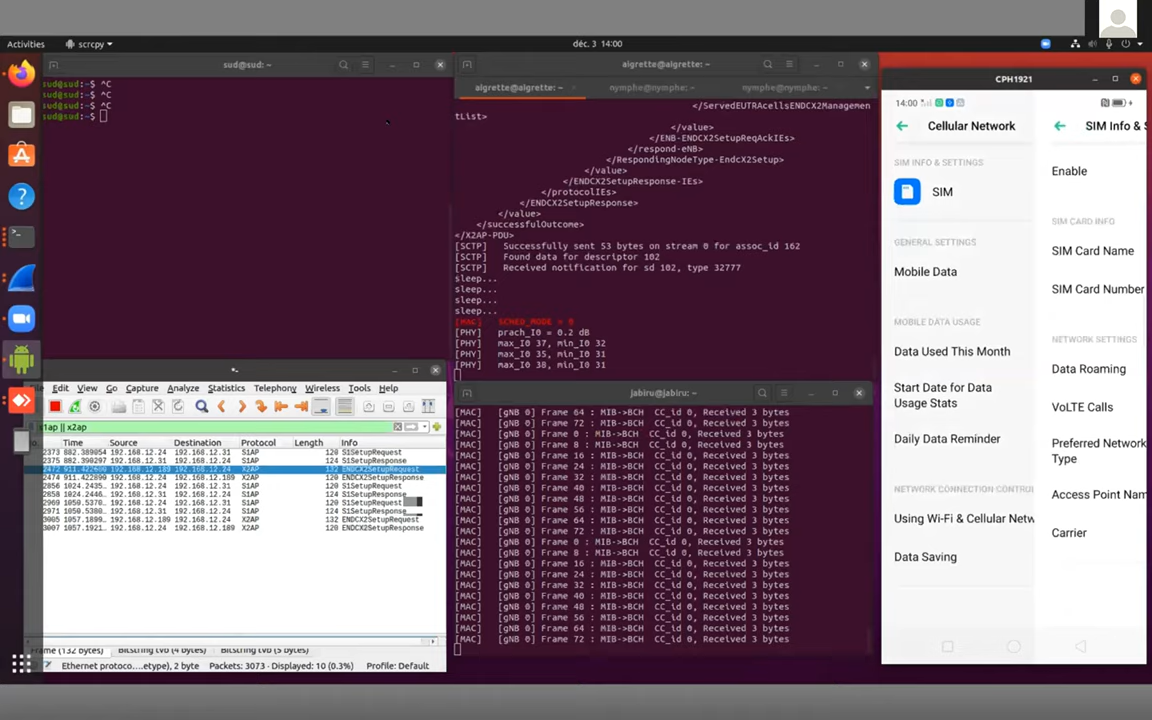 Activities
scrcpy
déc. 3 14:00
sud@sud: ~
sud@sud:~$ ^C
sud@sud:~$ ^C
sud@sud:~$ ^C
sud@sud:~$
aigrette@aigrette: ~
aigrette@aigrette: ~
nymphe@nymphe: ~
nymphe@nymphe: ~
</ServedEUTRAcellsENDCX2Managemen
tList>
</value>
</ENB-ENDCX2SetupReqAckIEs>
</respond-eNB>
</RespondingNodeType-EndcX2Setup>
</value>
</ENDCX2SetupResponse-IEs>
</protocolIEs>
</ENDCX2SetupResponse>
</value>
</successfulOutcome>
</X2AP-PDU>
[SCTP] Successfully sent 53 bytes on stream 0 for assoc_id 162
[SCTP] Found data for descriptor 102
[SCTP] Received notification for sd 102, type 32777
sleep...
sleep...
sleep...
sleep...
[MAC] SCHED_MODE = 0
[PHY] prach_I0 = 0.2 dB
[PHY] max_I0 37, min_I0 32
[PHY] max_I0 35, min_I0 31
[PHY] max_I0 38, min_I0 31
jabiru@jabiru: ~
[MAC] [gNB 0] Frame 64 : MIB->BCH CC_id 0, Received 3 bytes
[MAC] [gNB 0] Frame 72 : MIB->BCH CC_id 0, Received 3 bytes
[MAC] [gNB 0] Frame 0 : MIB->BCH CC_id 0, Received 3 bytes
[MAC] [gNB 0] Frame 8 : MIB->BCH CC_id 0, Received 3 bytes
[MAC] [gNB 0] Frame 16 : MIB->BCH CC_id 0, Received 3 bytes
[MAC] [gNB 0] Frame 24 : MIB->BCH CC_id 0, Received 3 bytes
[MAC] [gNB 0] Frame 32 : MIB->BCH CC_id 0, Received 3 bytes
[MAC] [gNB 0] Frame 40 : MIB->BCH CC_id 0, Received 3 bytes
[MAC] [gNB 0] Frame 48 : MIB->BCH CC_id 0, Received 3 bytes
[MAC] [gNB 0] Frame 56 : MIB->BCH CC_id 0, Received 3 bytes
[MAC] [gNB 0] Frame 64 : MIB->BCH CC_id 0, Received 3 bytes
[MAC] [gNB 0] Frame 72 : MIB->BCH CC_id 0, Received 3 bytes
[MAC] [gNB 0] Frame 0 : MIB->BCH CC_id 0, Received 3 bytes
[MAC] [gNB 0] Frame 8 : MIB->BCH CC_id 0, Received 3 bytes
[MAC] [gNB 0] Frame 16 : MIB->BCH CC_id 0, Received 3 bytes
[MAC] [gNB 0] Frame 24 : MIB->BCH CC_id 0, Received 3 bytes
[MAC] [gNB 0] Frame 32 : MIB->BCH CC_id 0, Received 3 bytes
[MAC] [gNB 0] Frame 40 : MIB->BCH CC_id 0, Received 3 bytes
[MAC] [gNB 0] Frame 48 : MIB->BCH CC_id 0, Received 3 bytes
[MAC] [gNB 0] Frame 56 : MIB->BCH CC_id 0, Received 3 bytes
[MAC] [gNB 0] Frame 64 : MIB->BCH CC_id 0, Received 3 bytes
[MAC] [gNB 0] Frame 72 : MIB->BCH CC_id 0, Received 3 bytes
Edit View Go Capture Analyze Statistics Telephony Wireless Tools Help
s1ap || x2ap
Time Source Destination Protocol Length Info
2373 882.389054 192.168.12.24 192.168.12.31 S1AP 120 S1SetupRequest
2375 882.390297 192.168.12.31 192.168.12.24 S1AP 124 S1SetupResponse
2472 911.422600 192.168.12.189 192.168.12.24 X2AP 132 ENDCX2SetupRequest
2474 911.422899 192.168.12.24 192.168.12.189 X2AP 120 ENDCX2SetupResponse
2856 1024.2435... 192.168.12.24 192.168.12.31 S1AP 120 S1SetupRequest
2858 1024.2446... 192.168.12.31 192.168.12.24 S1AP 124 S1SetupResponse
2969 1050.5370... 192.168.12.24 192.168.12.31 S1AP 120 S1SetupRequest
2971 1050.5380... 192.168.12.31 192.168.12.24 S1AP 124 S1SetupResponse
3005 1057.1899... 192.168.12.189 192.168.12.24 X2AP 132 ENDCX2SetupRequest
3007 1057.1921... 192.168.12.24 192.168.12.189 X2AP 120 ENDCX2SetupResponse
Frame (132 bytes) Bitstring tvb (4 bytes) Bitstring tvb (5 bytes)
Ethernet protoco...etype), 2 byte Packets: 3073 · Displayed: 10 (0.3%) Profile: Default
CPH1921
14:00
Cellular Network
SIM INFO & SETTINGS
SIM
GENERAL SETTINGS
Mobile Data
MOBILE DATA USAGE
Data Used This Month
Start Date for Data
Usage Stats
Daily Data Reminder
NETWORK CONNECTION CONTROL
Using Wi-Fi & Cellular Netw
Data Saving
SIM Info & S
Enable
SIM CARD INFO
SIM Card Name
SIM Card Number
NETWORK SETTINGS
Data Roaming
VoLTE Calls
Preferred Network
Type
Access Point Nam
Carrier